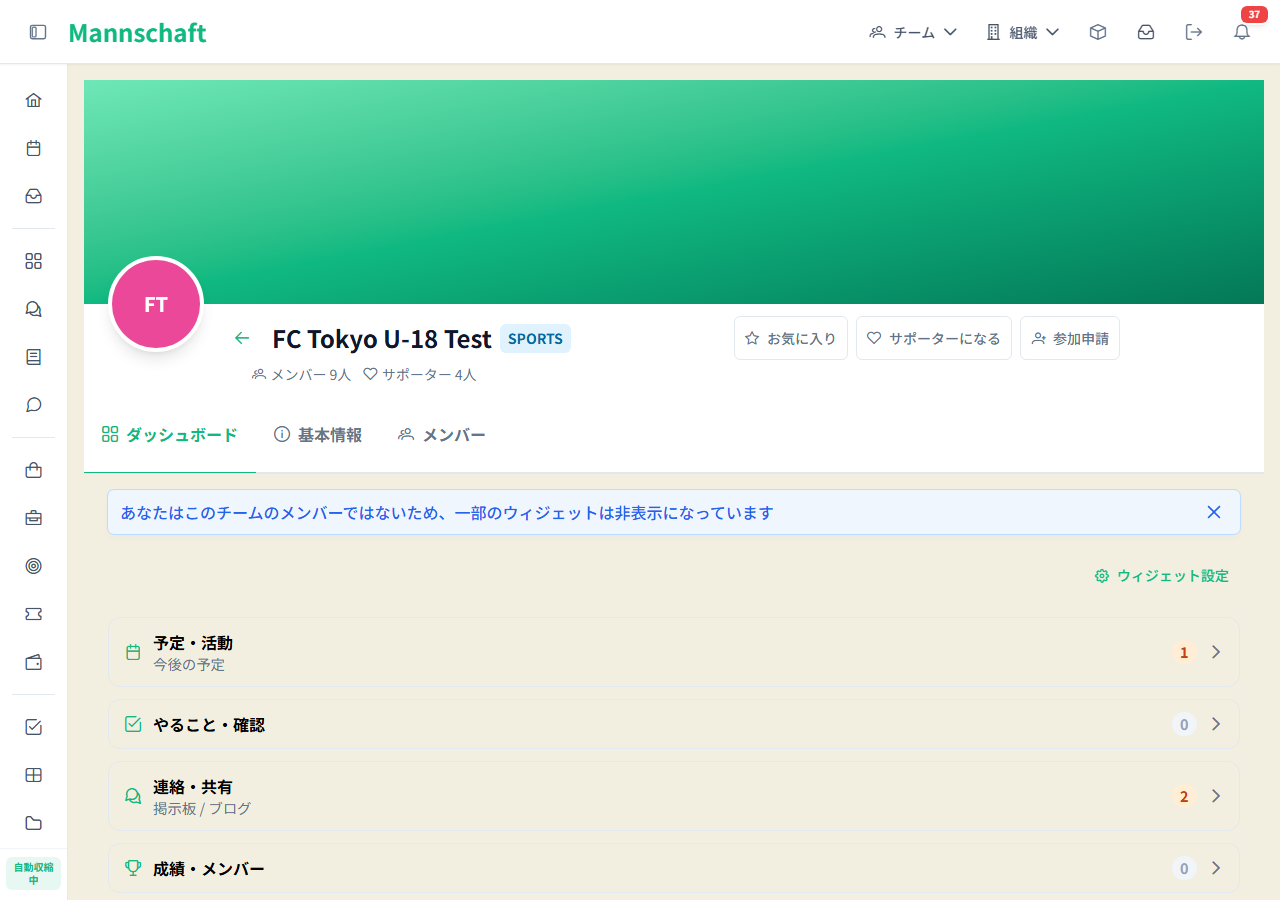 Mannschaft
チーム
組織
37
FT
FC Tokyo U-18 Test
SPORTS
お気に入り
サポーターになる
参加申請
メンバー 9人
サポーター 4人
ダッシュボード
基本情報
メンバー
あなたはこのチームのメンバーではないため、一部のウィジェットは非表示になっています
ウィジェット設定
予定・活動
今後の予定
1
やること・確認
0
連絡・共有
掲示板 / ブログ
2
成績・メンバー
0
自動収縮
中